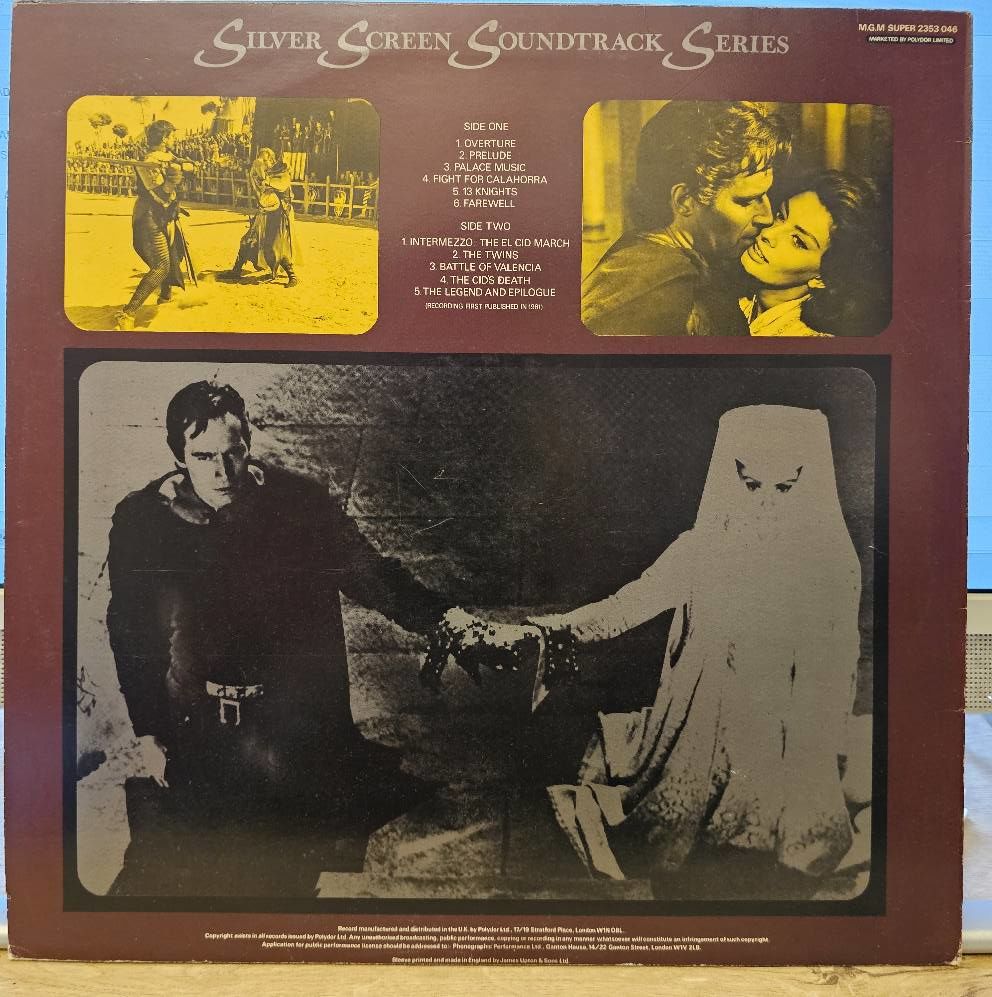 SILVER SCREEN SOUNDTRACK SERIES
M.G.M SUPER 2353 046
MARKETED BY POLYDOR LIMITED
SIDE ONE
1. OVERTURE
2. PRELUDE
3. PALACE MUSIC
4. FIGHT FOR CALAHORRA
5. 13 KNIGHTS
6. FAREWELL
SIDE TWO
1. INTERMEZZO: THE EL CID MARCH
2. THE TWINS
3. BATTLE OF VALENCIA
4. THE CID'S DEATH
5. THE LEGEND AND EPILOGUE
(RECORDING FIRST PUBLISHED IN 1961)
Record manufactured and distributed in the U.K. by Polydor Ltd., 17/19 Stratford Place, London W1N 0BL.
Copyright exists in all records issued by Polydor Ltd. Any unauthorised broadcasting, public performance, copying or recording in any manner whatsoever will constitute an infringement of such copyright.
Application for public performance license should be addressed to: Phonographic Performance Ltd., Ganton House, 14/22 Ganton Street, London W1V 2LB.
Sleeve printed and made in England by James Upton & Sons Ltd.